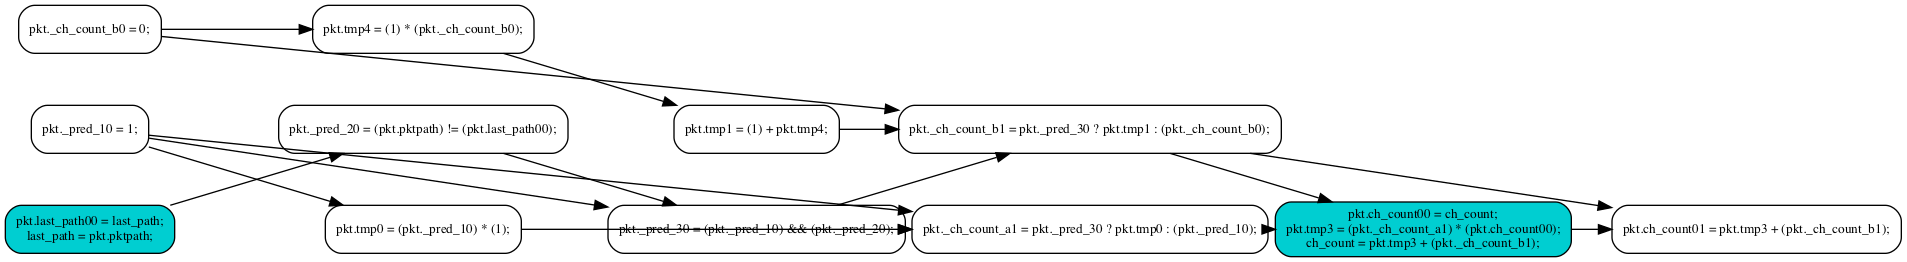 pkt._ch_count_b0 = 0;
pkt.tmp4 = (1) * (pkt._ch_count_b0);
pkt._pred_10 = 1;
pkt._pred_20 = (pkt.pktpath) != (pkt.last_path00);
pkt.tmp1 = (1) + pkt.tmp4;
pkt._ch_count_b1 = pkt._pred_30 ? pkt.tmp1 : (pkt._ch_count_b0);
pkt.last_path00 = last_path;
last_path = pkt.pktpath;
pkt.tmp0 = (pkt._pred_10) * (1);
pkt._pred_30 = (pkt._pred_10) && (pkt._pred_20);
pkt._ch_count_a1 = pkt._pred_30 ? pkt.tmp0 : (pkt._pred_10);
pkt.ch_count00 = ch_count;
pkt.tmp3 = (pkt._ch_count_a1) * (pkt.ch_count00);
ch_count = pkt.tmp3 + (pkt._ch_count_b1);
pkt.ch_count01 = pkt.tmp3 + (pkt._ch_count_b1);